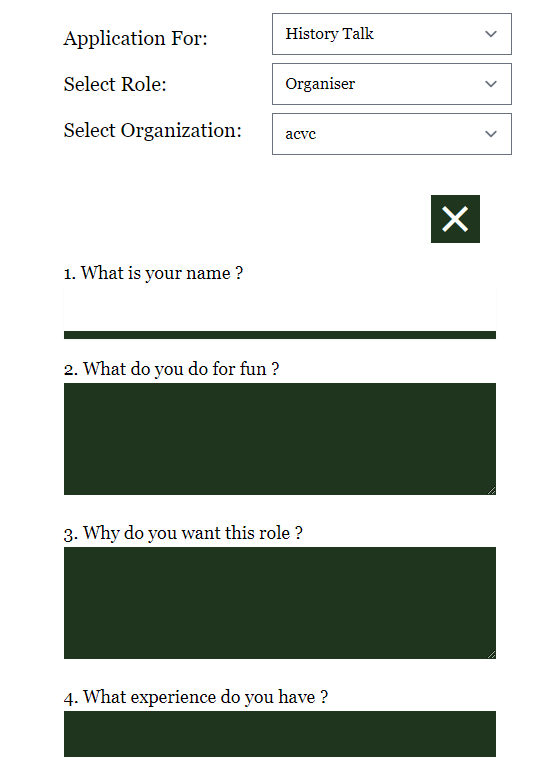 Application For:
History Talk
Select Role:
Organiser
Select Organization:
acvc
1. What is your name ?
2. What do you do for fun ?
3. Why do you want this role ?
4. What experience do you have ?